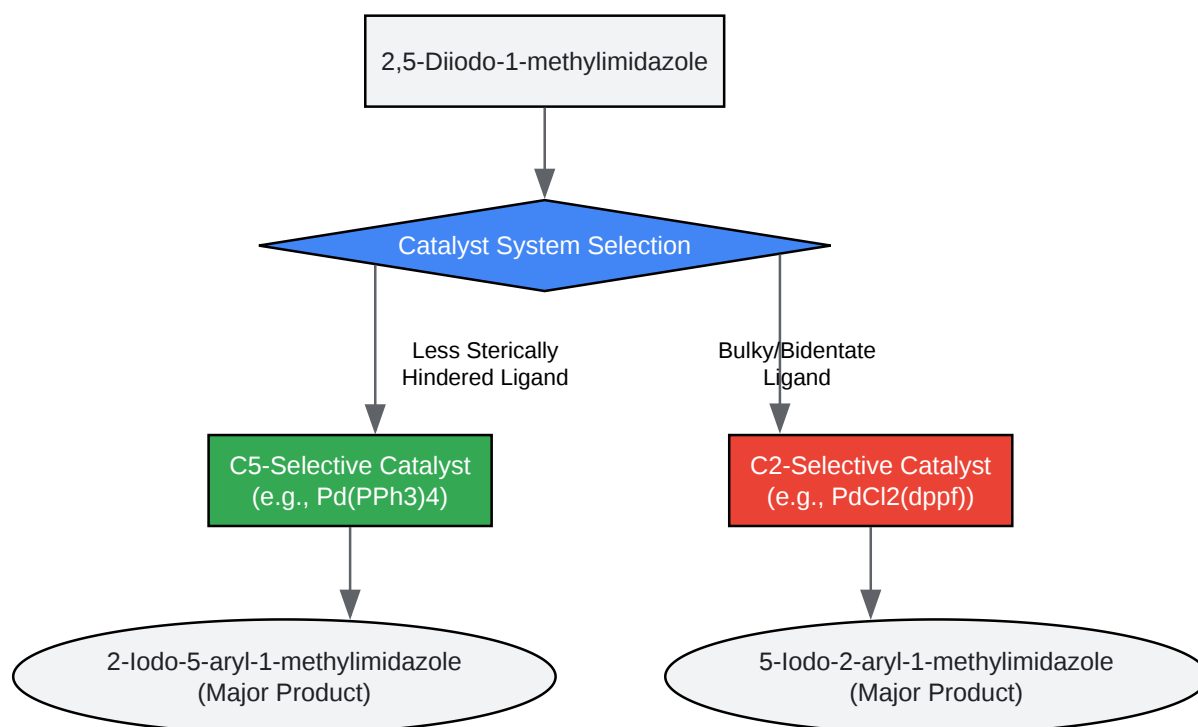 2,5-Diiodo-1-methylimidazole
Catalyst System Selection
Less Sterically
Hindered Ligand
Bulky/Bidentate
Ligand
C5-Selective Catalyst
(e.g., Pd(PPh3)4)
C2-Selective Catalyst
(e.g., PdCl2(dppf))
2-Iodo-5-aryl-1-methylimidazole
(Major Product)
5-Iodo-2-aryl-1-methylimidazole
(Major Product)